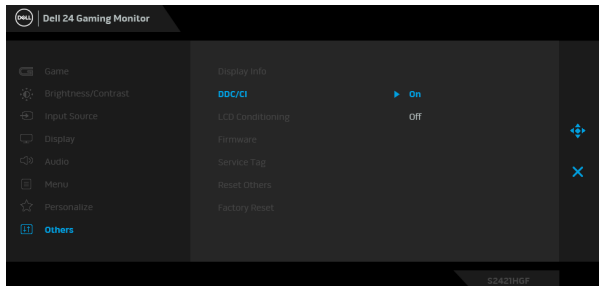 DELL
Dell 24 Gaming Monitor
Game
Brightness/Contrast
Input Source
Display
Audio
Menu
Personalize
Others
Display Info
DDC/CI
On
LCD Conditioning
Off
Firmware
Service Tag
Reset Others
Factory Reset
S2421HGF